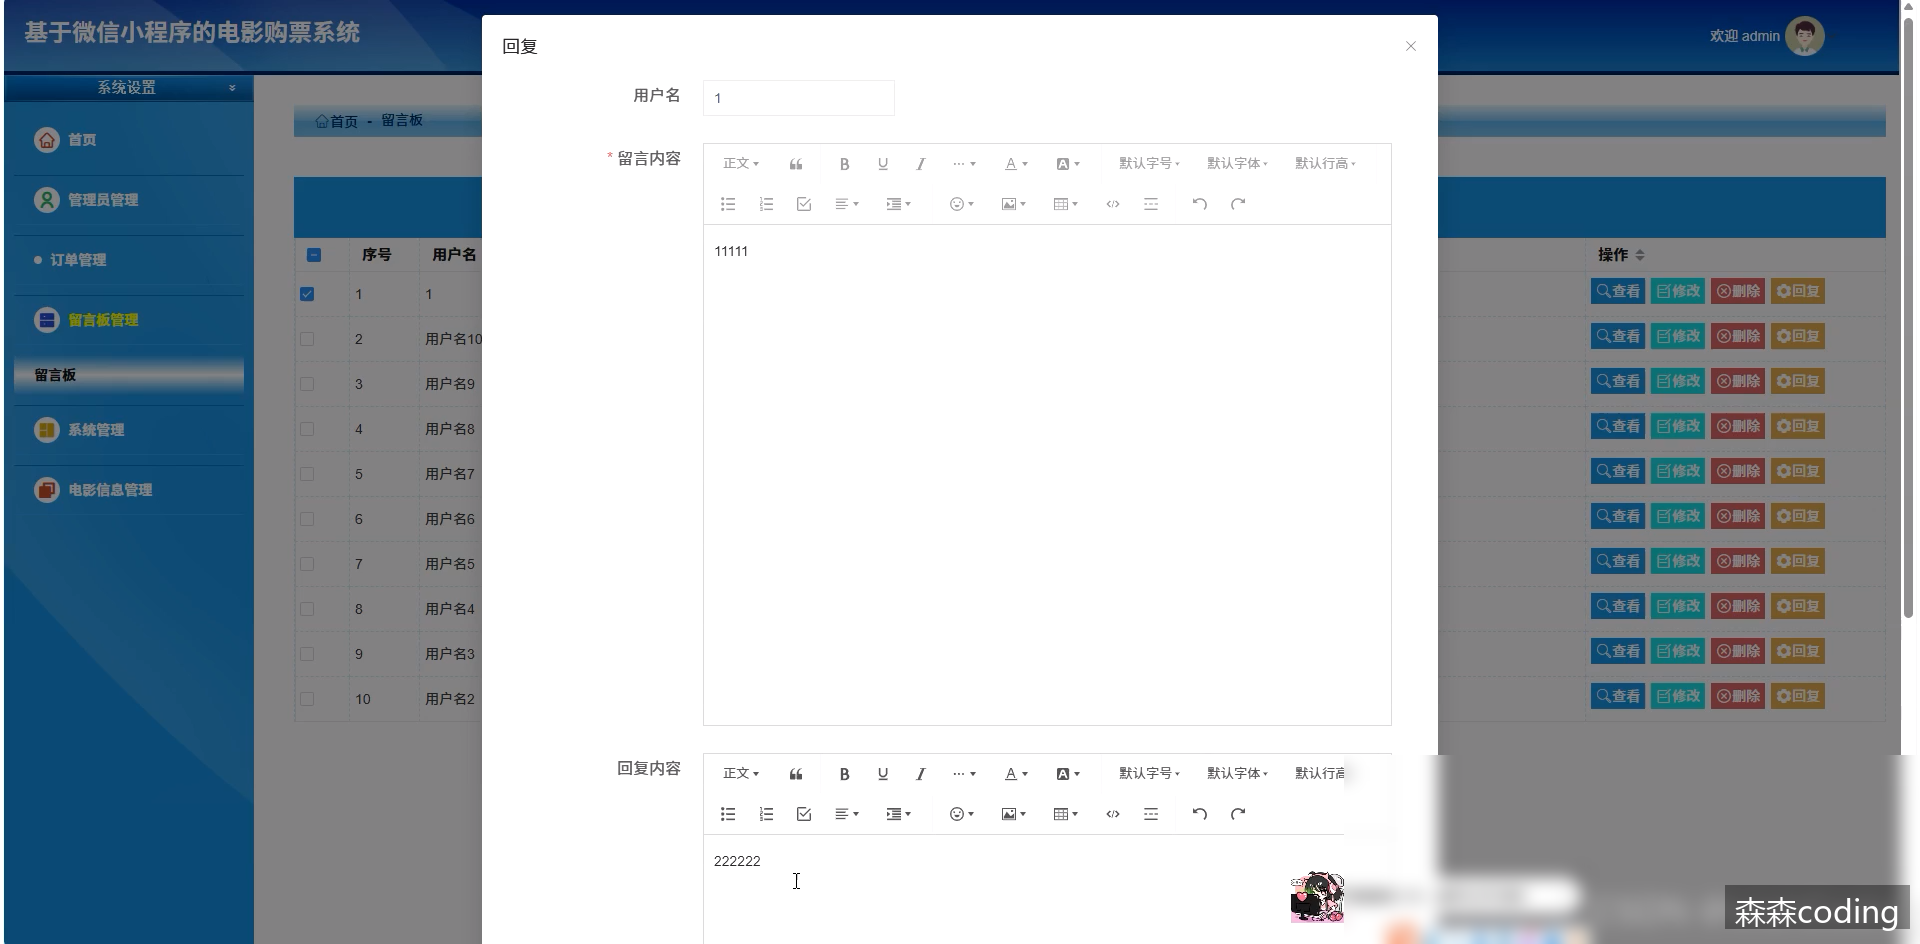 基于微信小程序的电影购票系统
欢迎 admin
系统设置
首页
管理员管理
订单管理
留言板管理
留言板
系统管理
电影信息管理
首页 - 留言板
序号 用户名 操作
1 1 查看 修改 删除 回复
2 用户名10 查看 修改 删除 回复
3 用户名9 查看 修改 删除 回复
4 用户名8 查看 修改 删除 回复
5 用户名7 查看 修改 删除 回复
6 用户名6 查看 修改 删除 回复
7 用户名5 查看 修改 删除 回复
8 用户名4 查看 修改 删除 回复
9 用户名3 查看 修改 删除 回复
10 用户名2 查看 修改 删除 回复
回复
用户名 1
* 留言内容
正文 B U I ... A A 默认字号 默认字体 默认行高
11111
回复内容
正文 B U I ... A A 默认字号 默认字体 默认行高
222222
森森coding